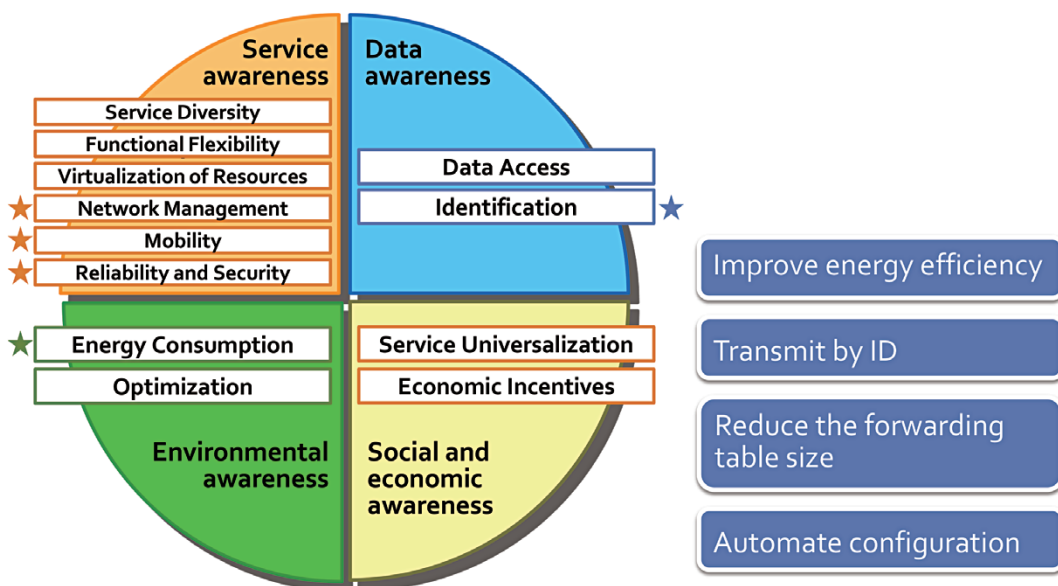 Service
awareness
Service Diversity
Functional Flexibility
Virtualization of Resources
Network Management
Mobility
Reliability and Security
Data
awareness
Data Access
Identification
Energy Consumption
Optimization
Environmental
awareness
Service Universalization
Economic Incentives
Social and
economic
awareness
Improve energy efficiency
Transmit by ID
Reduce the forwarding
table size
Automate configuration